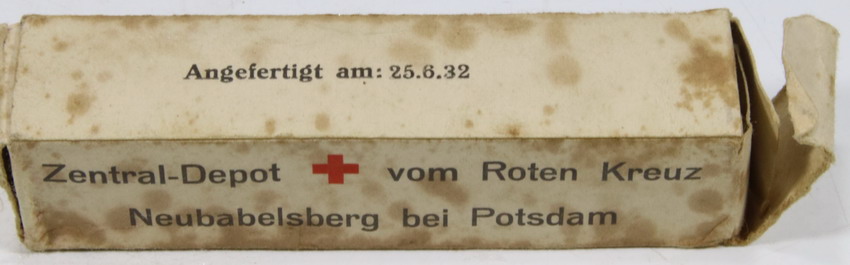 Angefertigt am: 25.6.32
Zentral-Depot vom Roten Kreuz
Neubabelsberg bei Potsdam